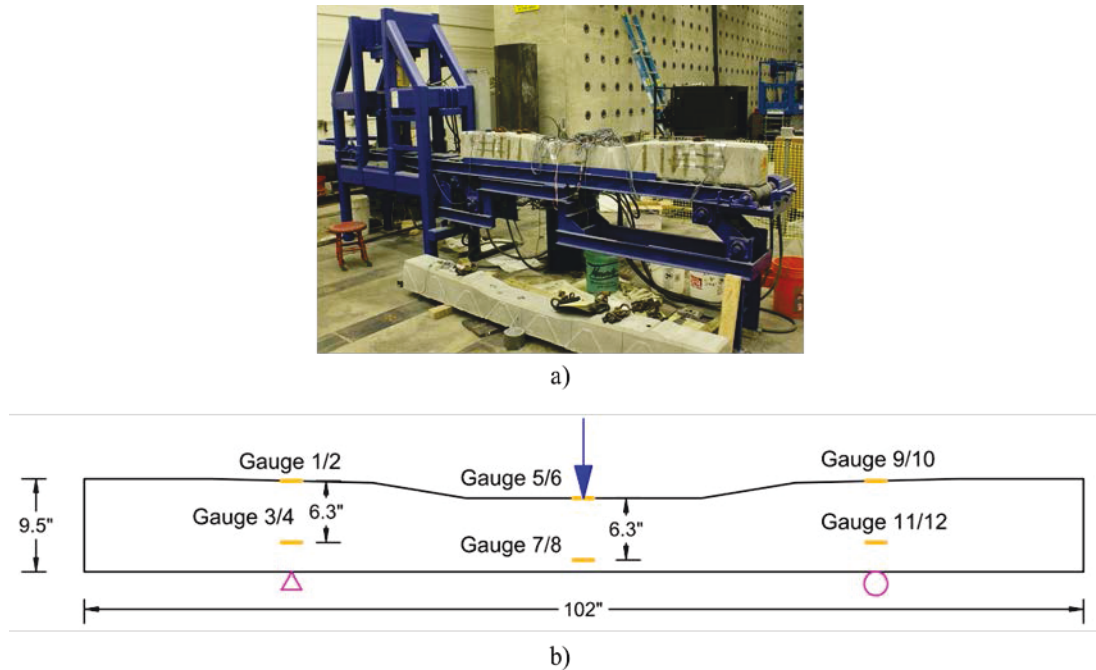 a)
Gauge 1/2
Gauge 9/10
Gauge 5/6
9.5"
6.3"
Gauge 3/4
6.3"
Gauge 11/12
Gauge 7/8
102"
b)